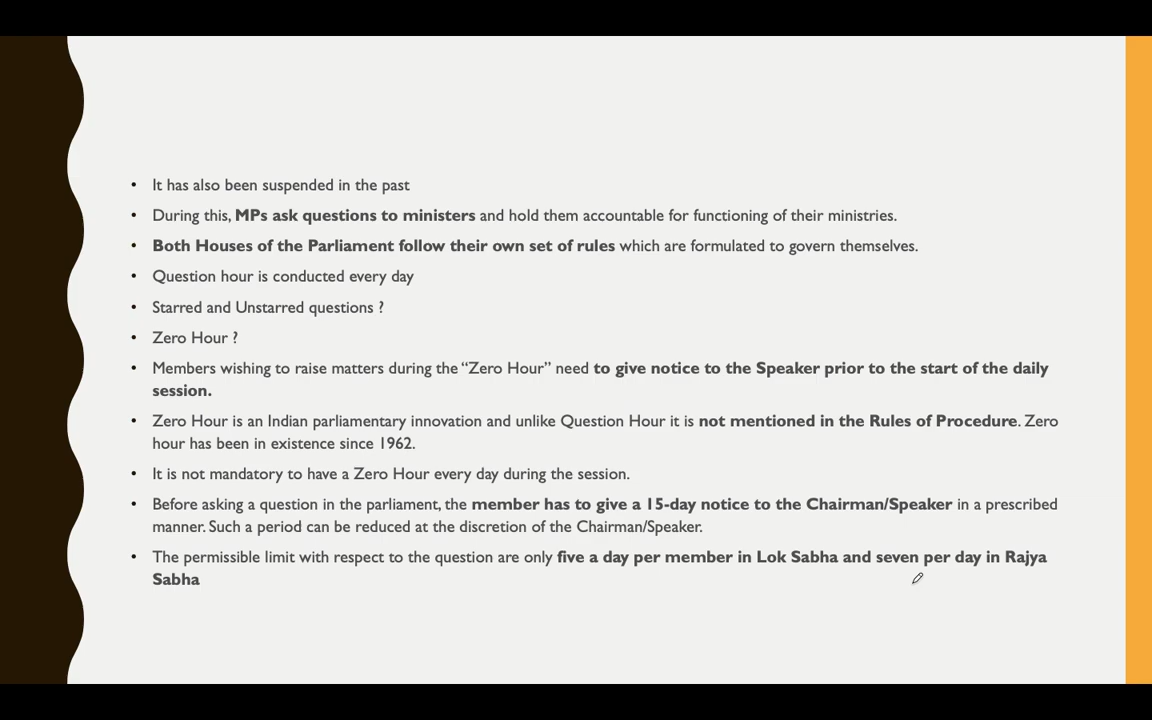 • It has also been suspended in the past
• During this, MPs ask questions to ministers and hold them accountable for functioning of their ministries.
• Both Houses of the Parliament follow their own set of rules which are formulated to govern themselves.
• Question hour is conducted every day
• Starred and Unstarred questions ?
• Zero Hour ?
• Members wishing to raise matters during the “Zero Hour” need to give notice to the Speaker prior to the start of the daily
session.
• Zero Hour is an Indian parliamentary innovation and unlike Question Hour it is not mentioned in the Rules of Procedure. Zero
hour has been in existence since 1962.
• It is not mandatory to have a Zero Hour every day during the session.
• Before asking a question in the parliament, the member has to give a 15-day notice to the Chairman/Speaker in a prescribed
manner. Such a period can be reduced at the discretion of the Chairman/Speaker.
• The permissible limit with respect to the question are only five a day per member in Lok Sabha and seven per day in Rajya
Sabha